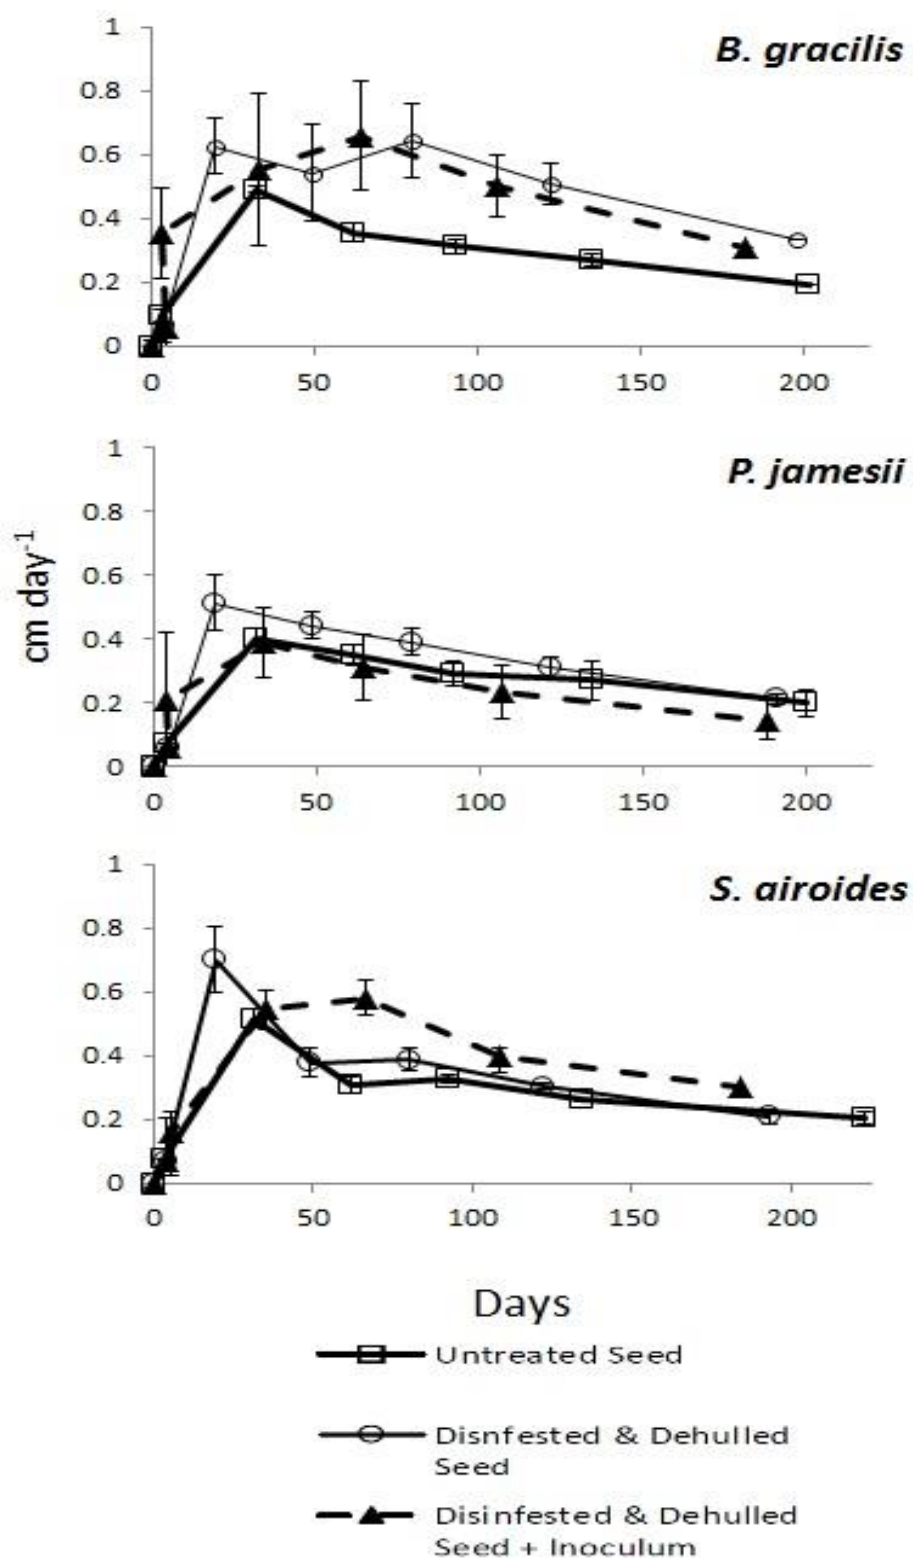 1
B. gracilis
0.8
0.6
0.4
0.2
0
0 50 100 150 200
1
P. jamesii
0.8
0.6
cm day-1
0.4
0.2
0
0 50 100 150 200
1
S. airoides
0.8
0.6
0.4
0.2
0
0 50 100 150 200
Days
Untreated Seed
Disnfested & Dehulled
Seed
Disinfested & Dehulled
Seed + Inoculum